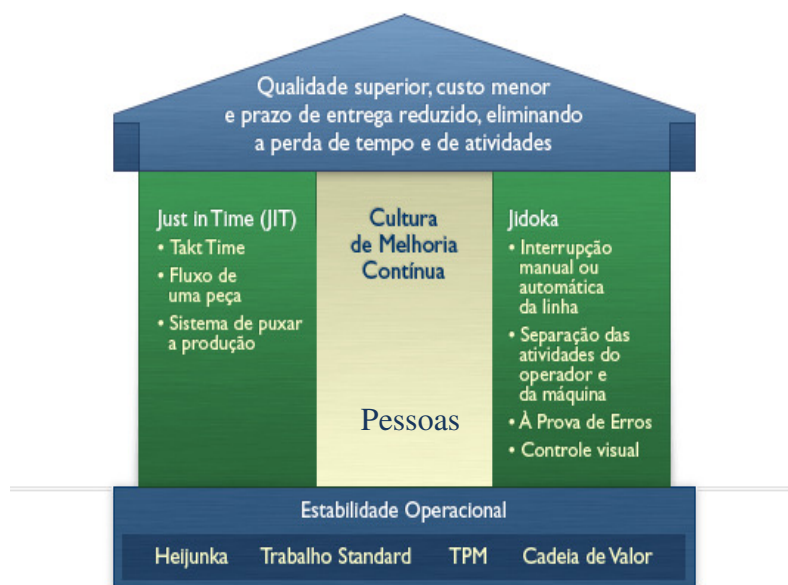 Qualidade superior, custo menor
e prazo de entrega reduzido, eliminando
a perda de tempo e de atividades
Just in Time (JIT)
• Takt Time
• Fluxo de
uma peça
• Sistema de puxar
a produção
Cultura
de Melhoria
Contínua
Pessoas
Jidoka
• Interrupção
manual ou
automática
da linha
• Separação das
atividades do
operador e
da máquina
• À Prova de Erros
• Controle visual
Estabilidade Operacional
Heijunka Trabalho Standard TPM Cadeia de Valor